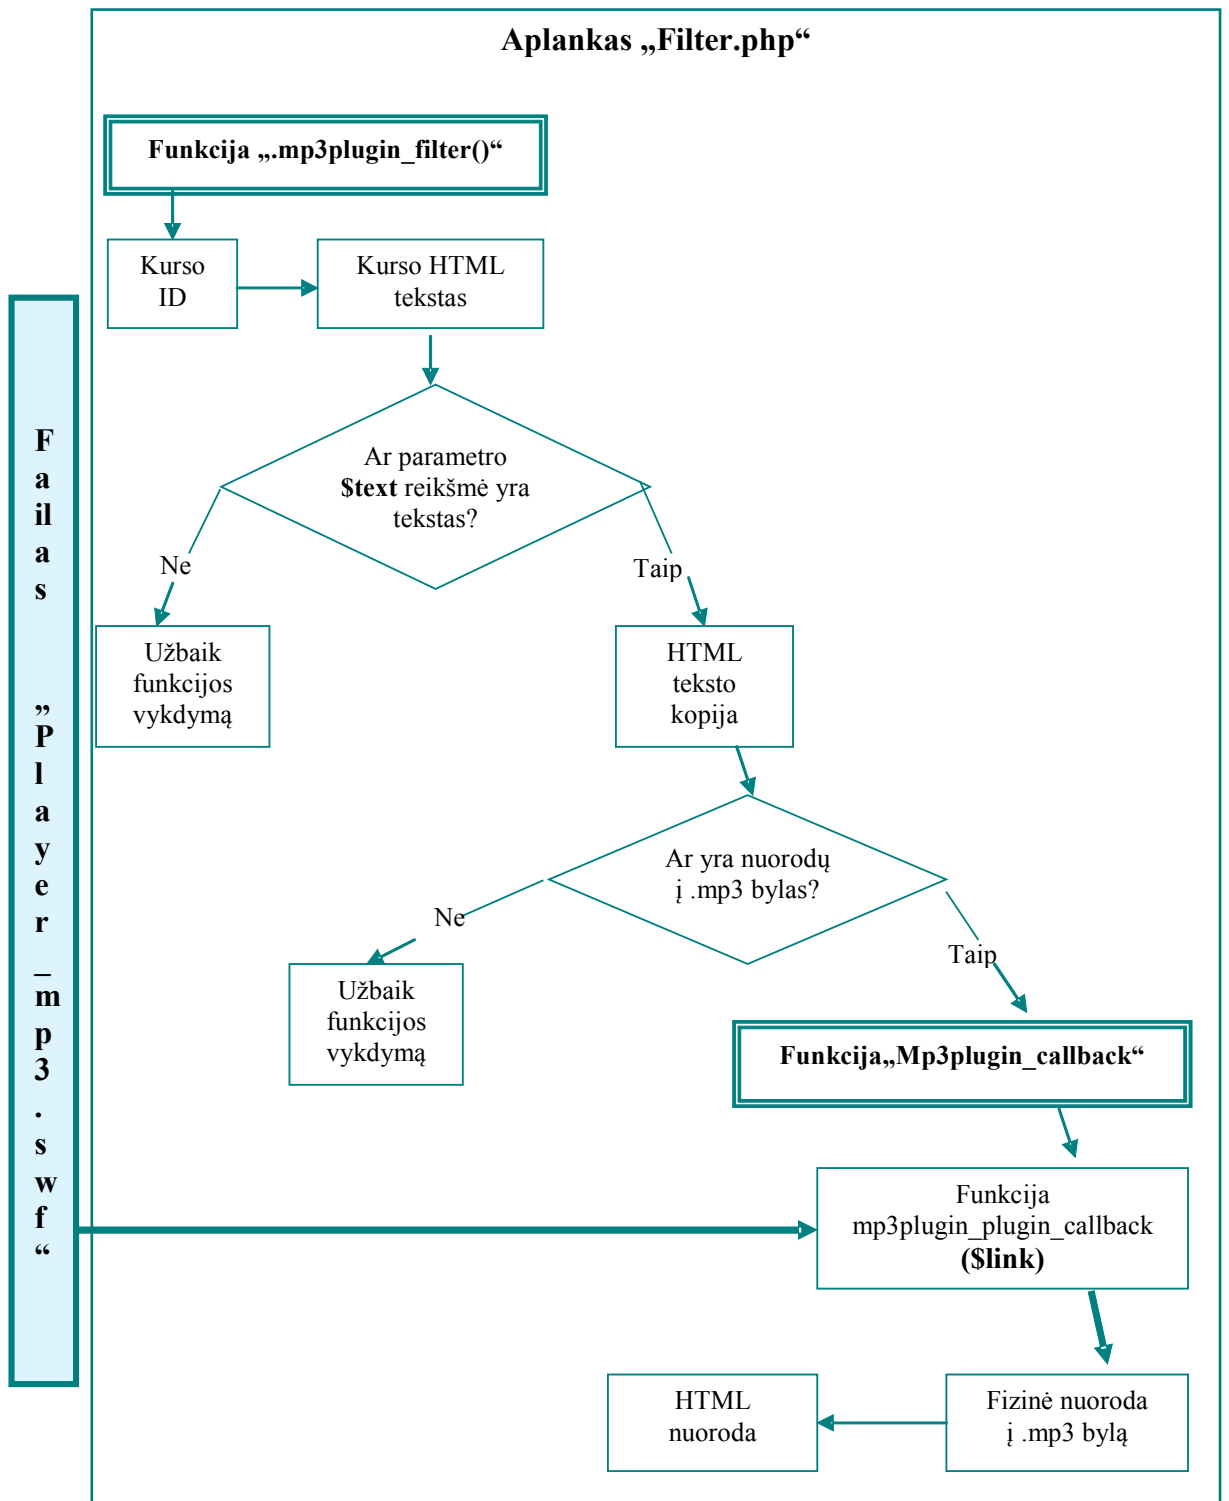 Aplankas „Filter.php“
Funkcija „.mp3plugin_filter()“
Kurso
ID
Kurso HTML
tekstas
Ar parametro
$text reikšmė yra
tekstas?
Ne
Taip
Užbaik
funkcijos
vykdymą
HTML
teksto
kopija
Ar yra nuorodų
į .mp3 bylas?
Ne
Taip
Užbaik
funkcijos
vykdymą
Funkcija„Mp3plugin_callback“
Funkcija
mp3plugin_plugin_callback
($link)
HTML
nuoroda
Fizinė nuoroda
į .mp3 bylą
F
a
il
a
s
„
P
l
a
y
e
r
_
m
p
3
.
s
w
f
“